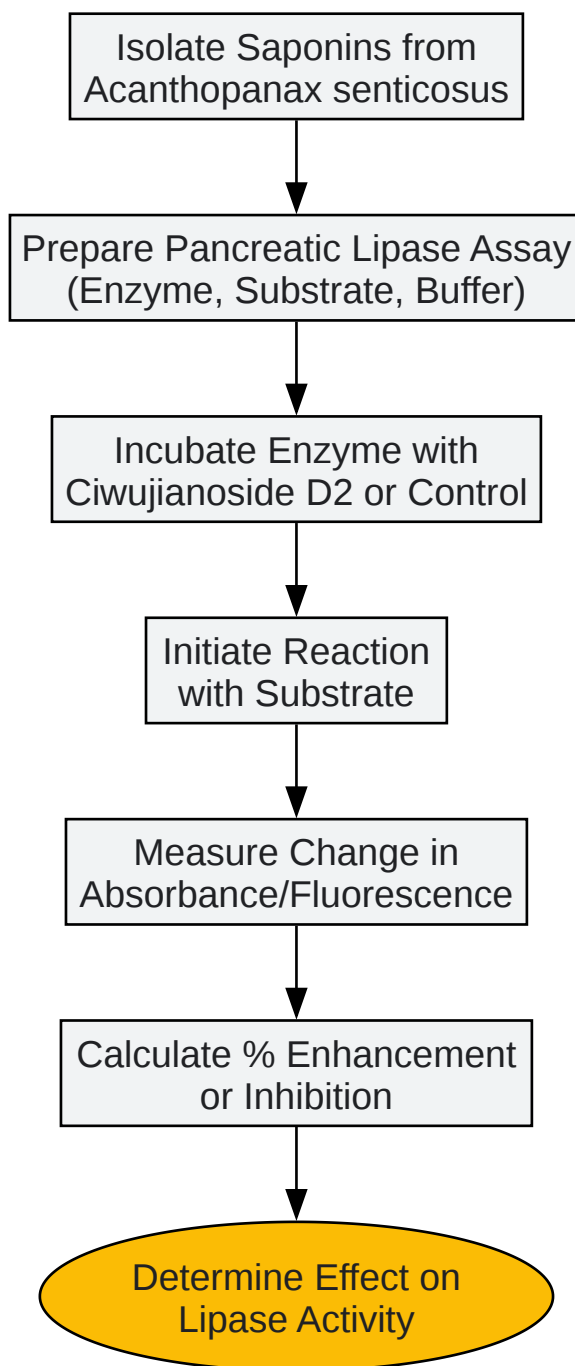 Isolate Saponins from
Acanthopanax senticosus
Prepare Pancreatic Lipase Assay
(Enzyme, Substrate, Buffer)
Incubate Enzyme with
Ciwujianoside D2 or Control
Initiate Reaction
with Substrate
Measure Change in
Absorbance/Fluorescence
Calculate % Enhancement
or Inhibition
Determine Effect on
Lipase Activity